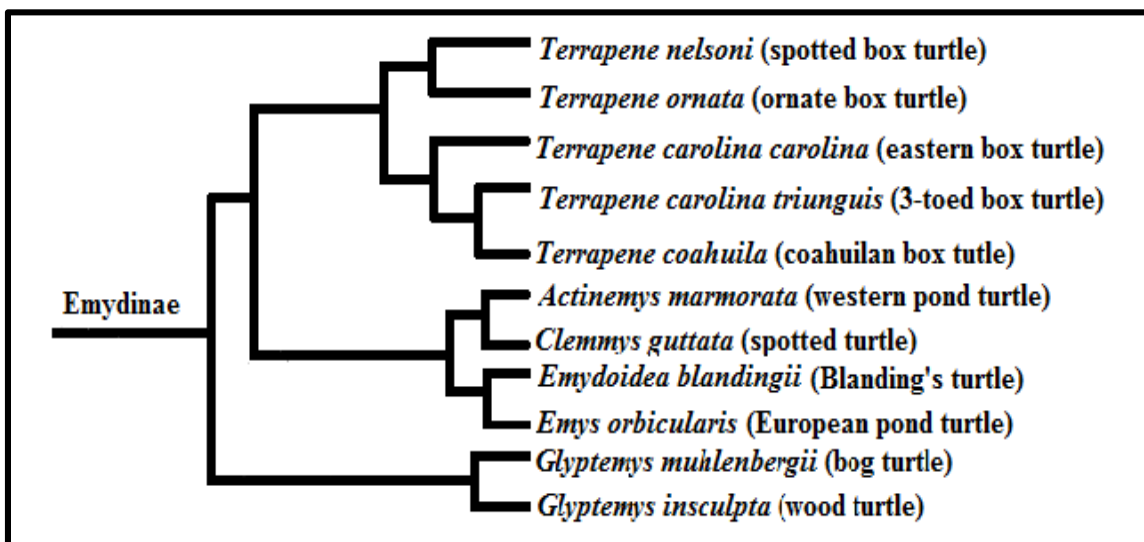 Terrapene nelsoni (spotted box turtle)
Terrapene ornata (ornate box turtle)
Terrapene carolina carolina (eastern box turtle)
Terrapene carolina triunguis (3-toed box turtle)
Terrapene coahuila (coahuilan box tutle)
Emydinae
Actinemys marmorata (western pond turtle)
Clemmys guttata (spotted turtle)
Emydoidea blandingii (Blanding's turtle)
Emys orbicularis (European pond turtle)
Glyptemys muhlenbergii (bog turtle)
Glyptemys insculpta (wood turtle)